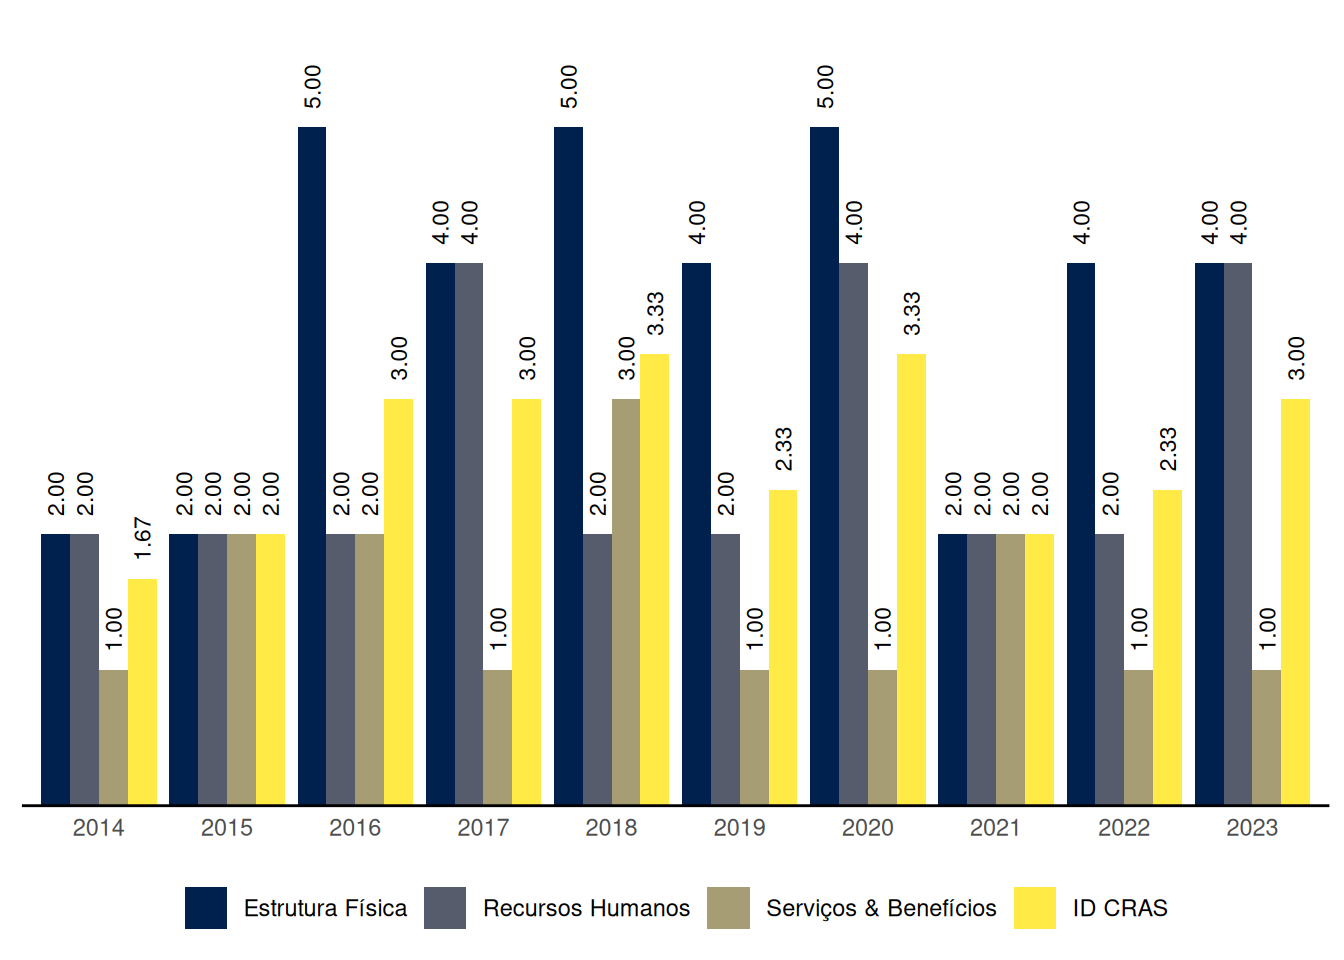 5.00 5.00 5.00
4.00 4.00 4.00 4.00 4.00 4.00 4.00
3.33 3.33
3.00 3.00 3.00 3.00
2.33 2.33
2.00 2.00 2.00 2.00 2.00 2.00 2.00 2.00 2.00 2.00 2.00 2.00 2.00 2.00 2.00
1.67
1.00 1.00 1.00 1.00 1.00 1.00
2014 2015 2016 2017 2018 2019 2020 2021 2022 2023
Estrutura Física Recursos Humanos Serviços & Benefícios ID CRAS